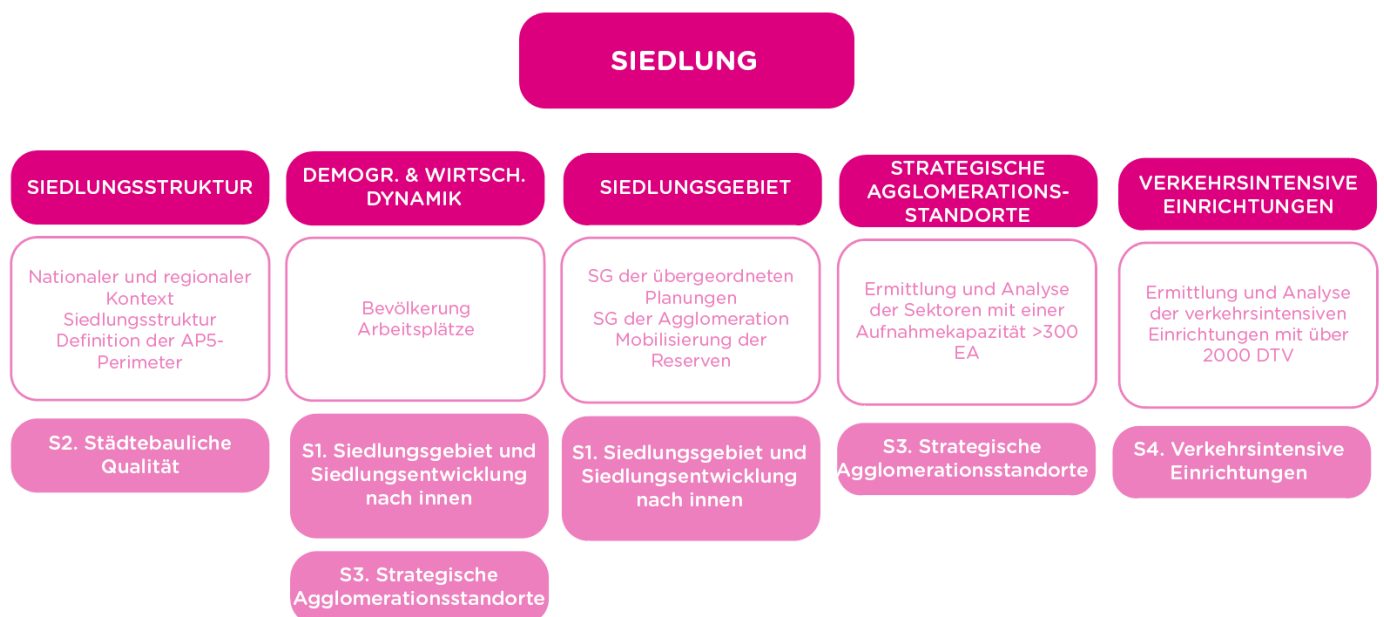 SIEDLUNG
SIEDLUNGSSTRUKTUR
Nationaler und regionaler
Kontext
Siedlungsstruktur
Definition der AP5-
Perimeter
S2. Städtebauliche
Qualität
DEMOGR. & WIRTSCH.
DYNAMIK
Bevölkerung
Arbeitsplätze
S1. Siedlungsgebiet und
Siedlungsentwicklung
nach innen
S3. Strategische
Agglomerationsstandorte
SIEDLUNGSGEBIET
SG der übergeordneten
Planungen
SG der Agglomeration
Mobilisierung der
Reserven
S1. Siedlungsgebiet und
Siedlungsentwicklung
nach innen
STRATEGISCHE
AGGLOMERATIONS-
STANDORTE
Ermittlung und Analyse
der Sektoren mit einer
Aufnahmekapazität >300
EA
S3. Strategische
Agglomerationsstandorte
VERKEHRSINTENSIVE
EINRICHTUNGEN
Ermittlung und Analyse
der verkehrsintensiven
Einrichtungen mit über
2000 DTV
S4. Verkehrsintensive
Einrichtungen